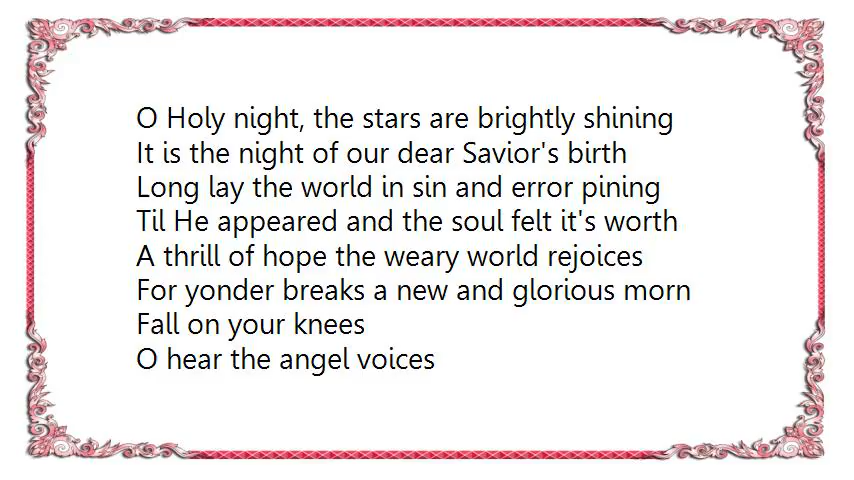 O Holy night, the stars are brightly shining
It is the night of our dear Savior's birth
Long lay the world in sin and error pining
Til He appeared and the soul felt it's worth
A thrill of hope the weary world rejoices
For yonder breaks a new and glorious morn
Fall on your knees
O hear the angel voices